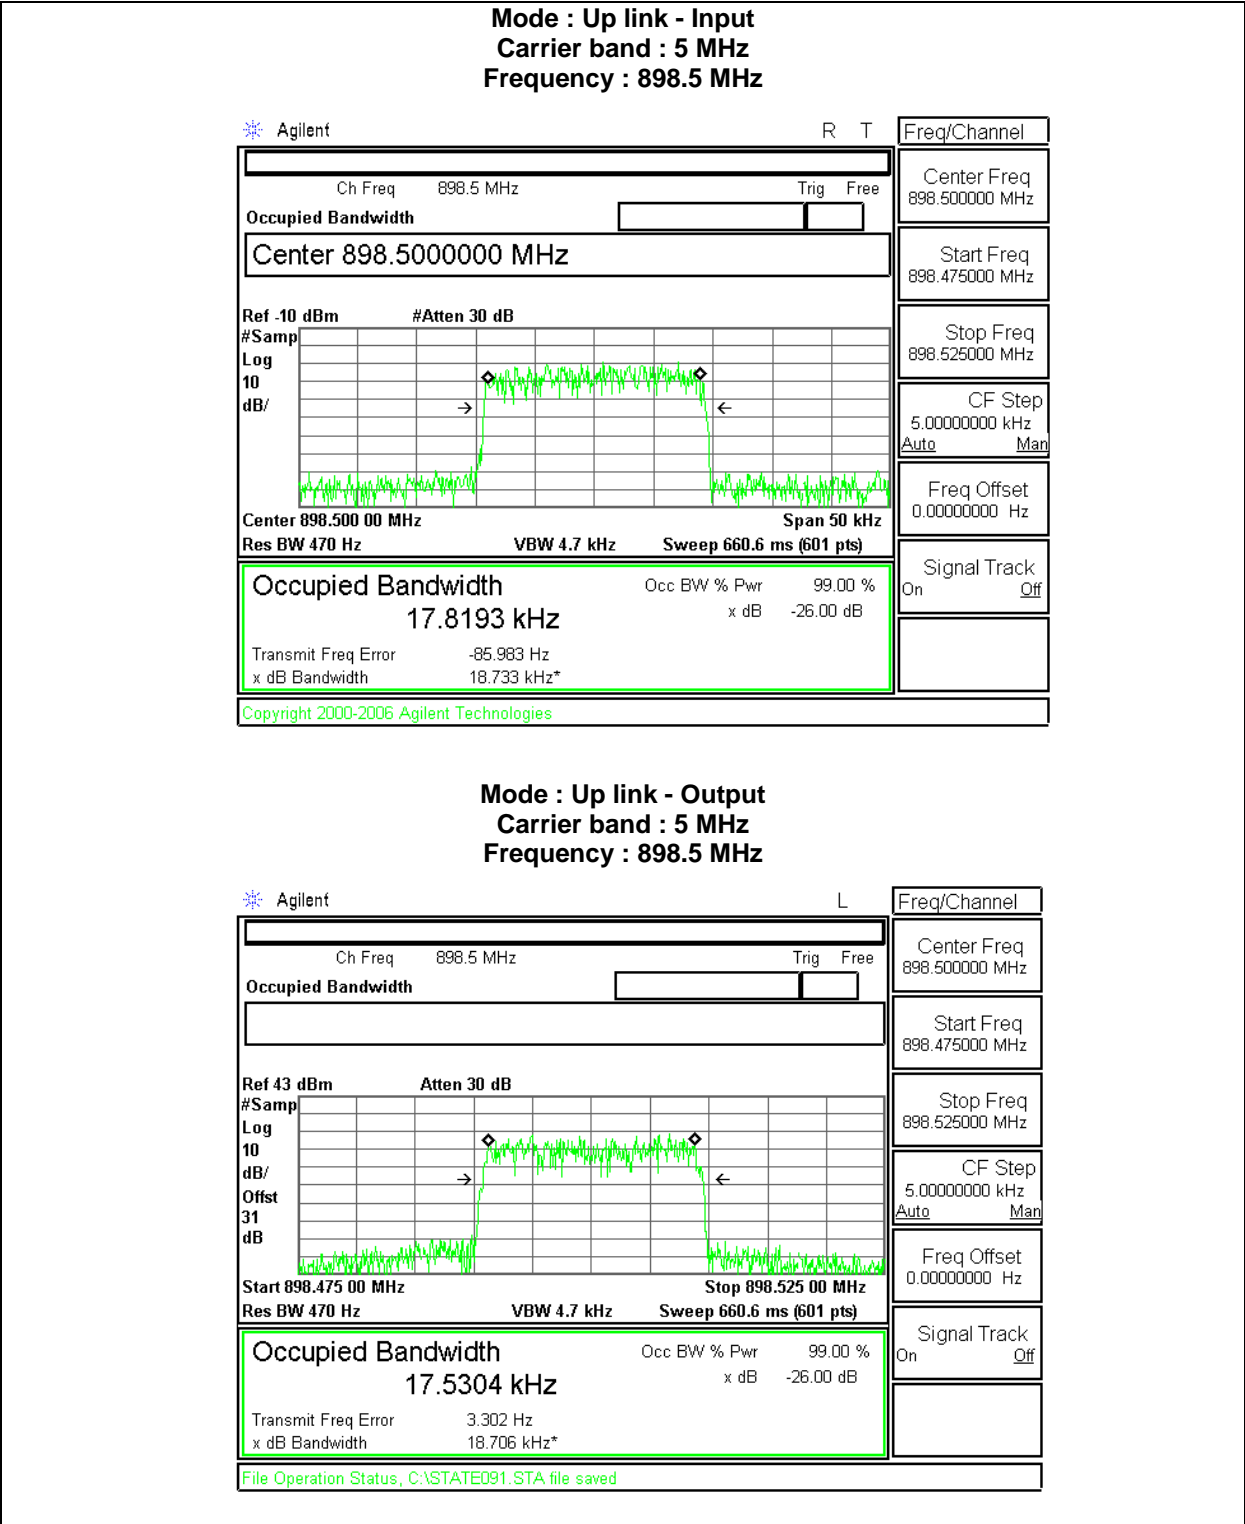 Mode : Up link - Input
Carrier band : 5 MHz
Frequency : 898.5 MHz
Agilent R T Freq/Channel
Ch Freq 898.5 MHz Trig Free
Occupied Bandwidth
Center 898.5000000 MHz
Center Freq
898.500000 MHz
Start Freq
898.475000 MHz
Stop Freq
898.525000 MHz
CF Step
5.00000000 kHz
Auto Man
Freq Offset
0.00000000 Hz
Signal Track
On Off
Ref -10 dBm #Atten 30 dB
#Samp
Log
10
dB/
Center 898.500 00 MHz Span 50 kHz
Res BW 470 Hz VBW 4.7 kHz Sweep 660.6 ms (601 pts)
Occupied Bandwidth Occ BW % Pwr 99.00 %
17.8193 kHz x dB -26.00 dB
Transmit Freq Error -85.983 Hz
x dB Bandwidth 18.733 kHz*
Copyright 2000-2006 Agilent Technologies
Mode : Up link - Output
Carrier band : 5 MHz
Frequency : 898.5 MHz
Agilent L Freq/Channel
Ch Freq 898.5 MHz Trig Free
Occupied Bandwidth
Center Freq
898.500000 MHz
Start Freq
898.475000 MHz
Stop Freq
898.525000 MHz
CF Step
5.00000000 kHz
Auto Man
Freq Offset
0.00000000 Hz
Signal Track
On Off
Ref 43 dBm Atten 30 dB
#Samp
Log
10
dB/
Offst
31
dB
Start 898.475 00 MHz Stop 898.525 00 MHz
Res BW 470 Hz VBW 4.7 kHz Sweep 660.6 ms (601 pts)
Occupied Bandwidth Occ BW % Pwr 99.00 %
17.5304 kHz x dB -26.00 dB
Transmit Freq Error 3.302 Hz
x dB Bandwidth 18.706 kHz*
File Operation Status, C:\STATE091.STA file saved